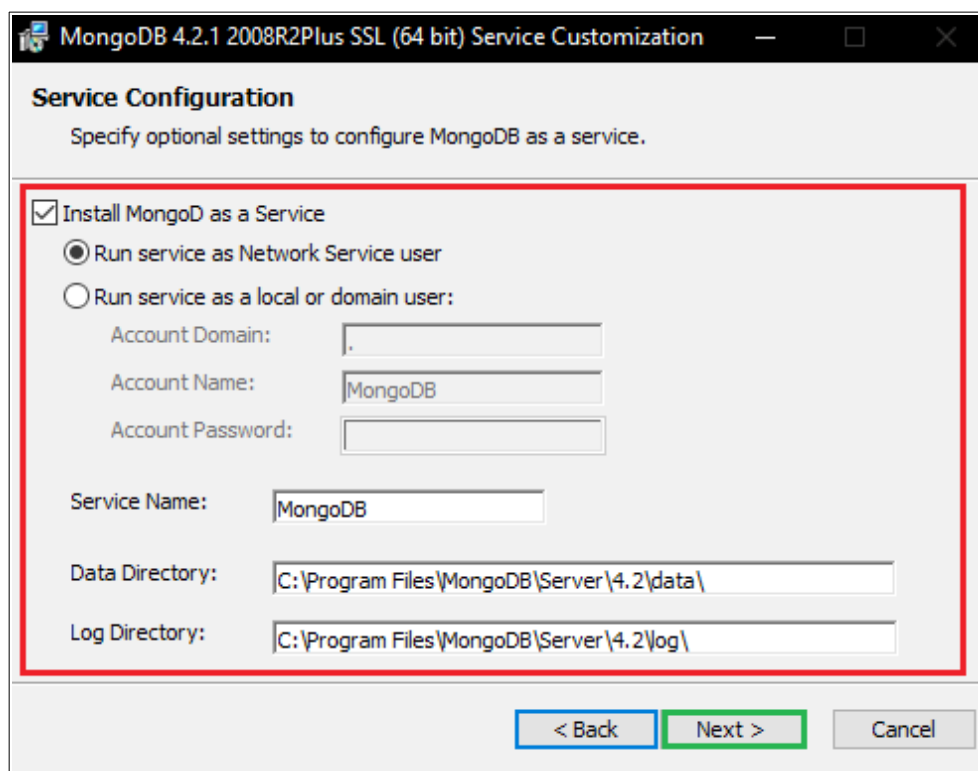 MongoDB 4.2.1 2008R2Plus SSL (64 bit) Service Customization
Service Configuration
Specify optional settings to configure MongoDB as a service.
Install MongoD as a Service
Run service as Network Service user
Run service as a local or domain user:
Account Domain: .
Account Name: MongoDB
Account Password:
Service Name: MongoDB
Data Directory: C:\Program Files\MongoDB\Server\4.2\data\
Log Directory: C:\Program Files\MongoDB\Server\4.2\log\
< Back Next > Cancel